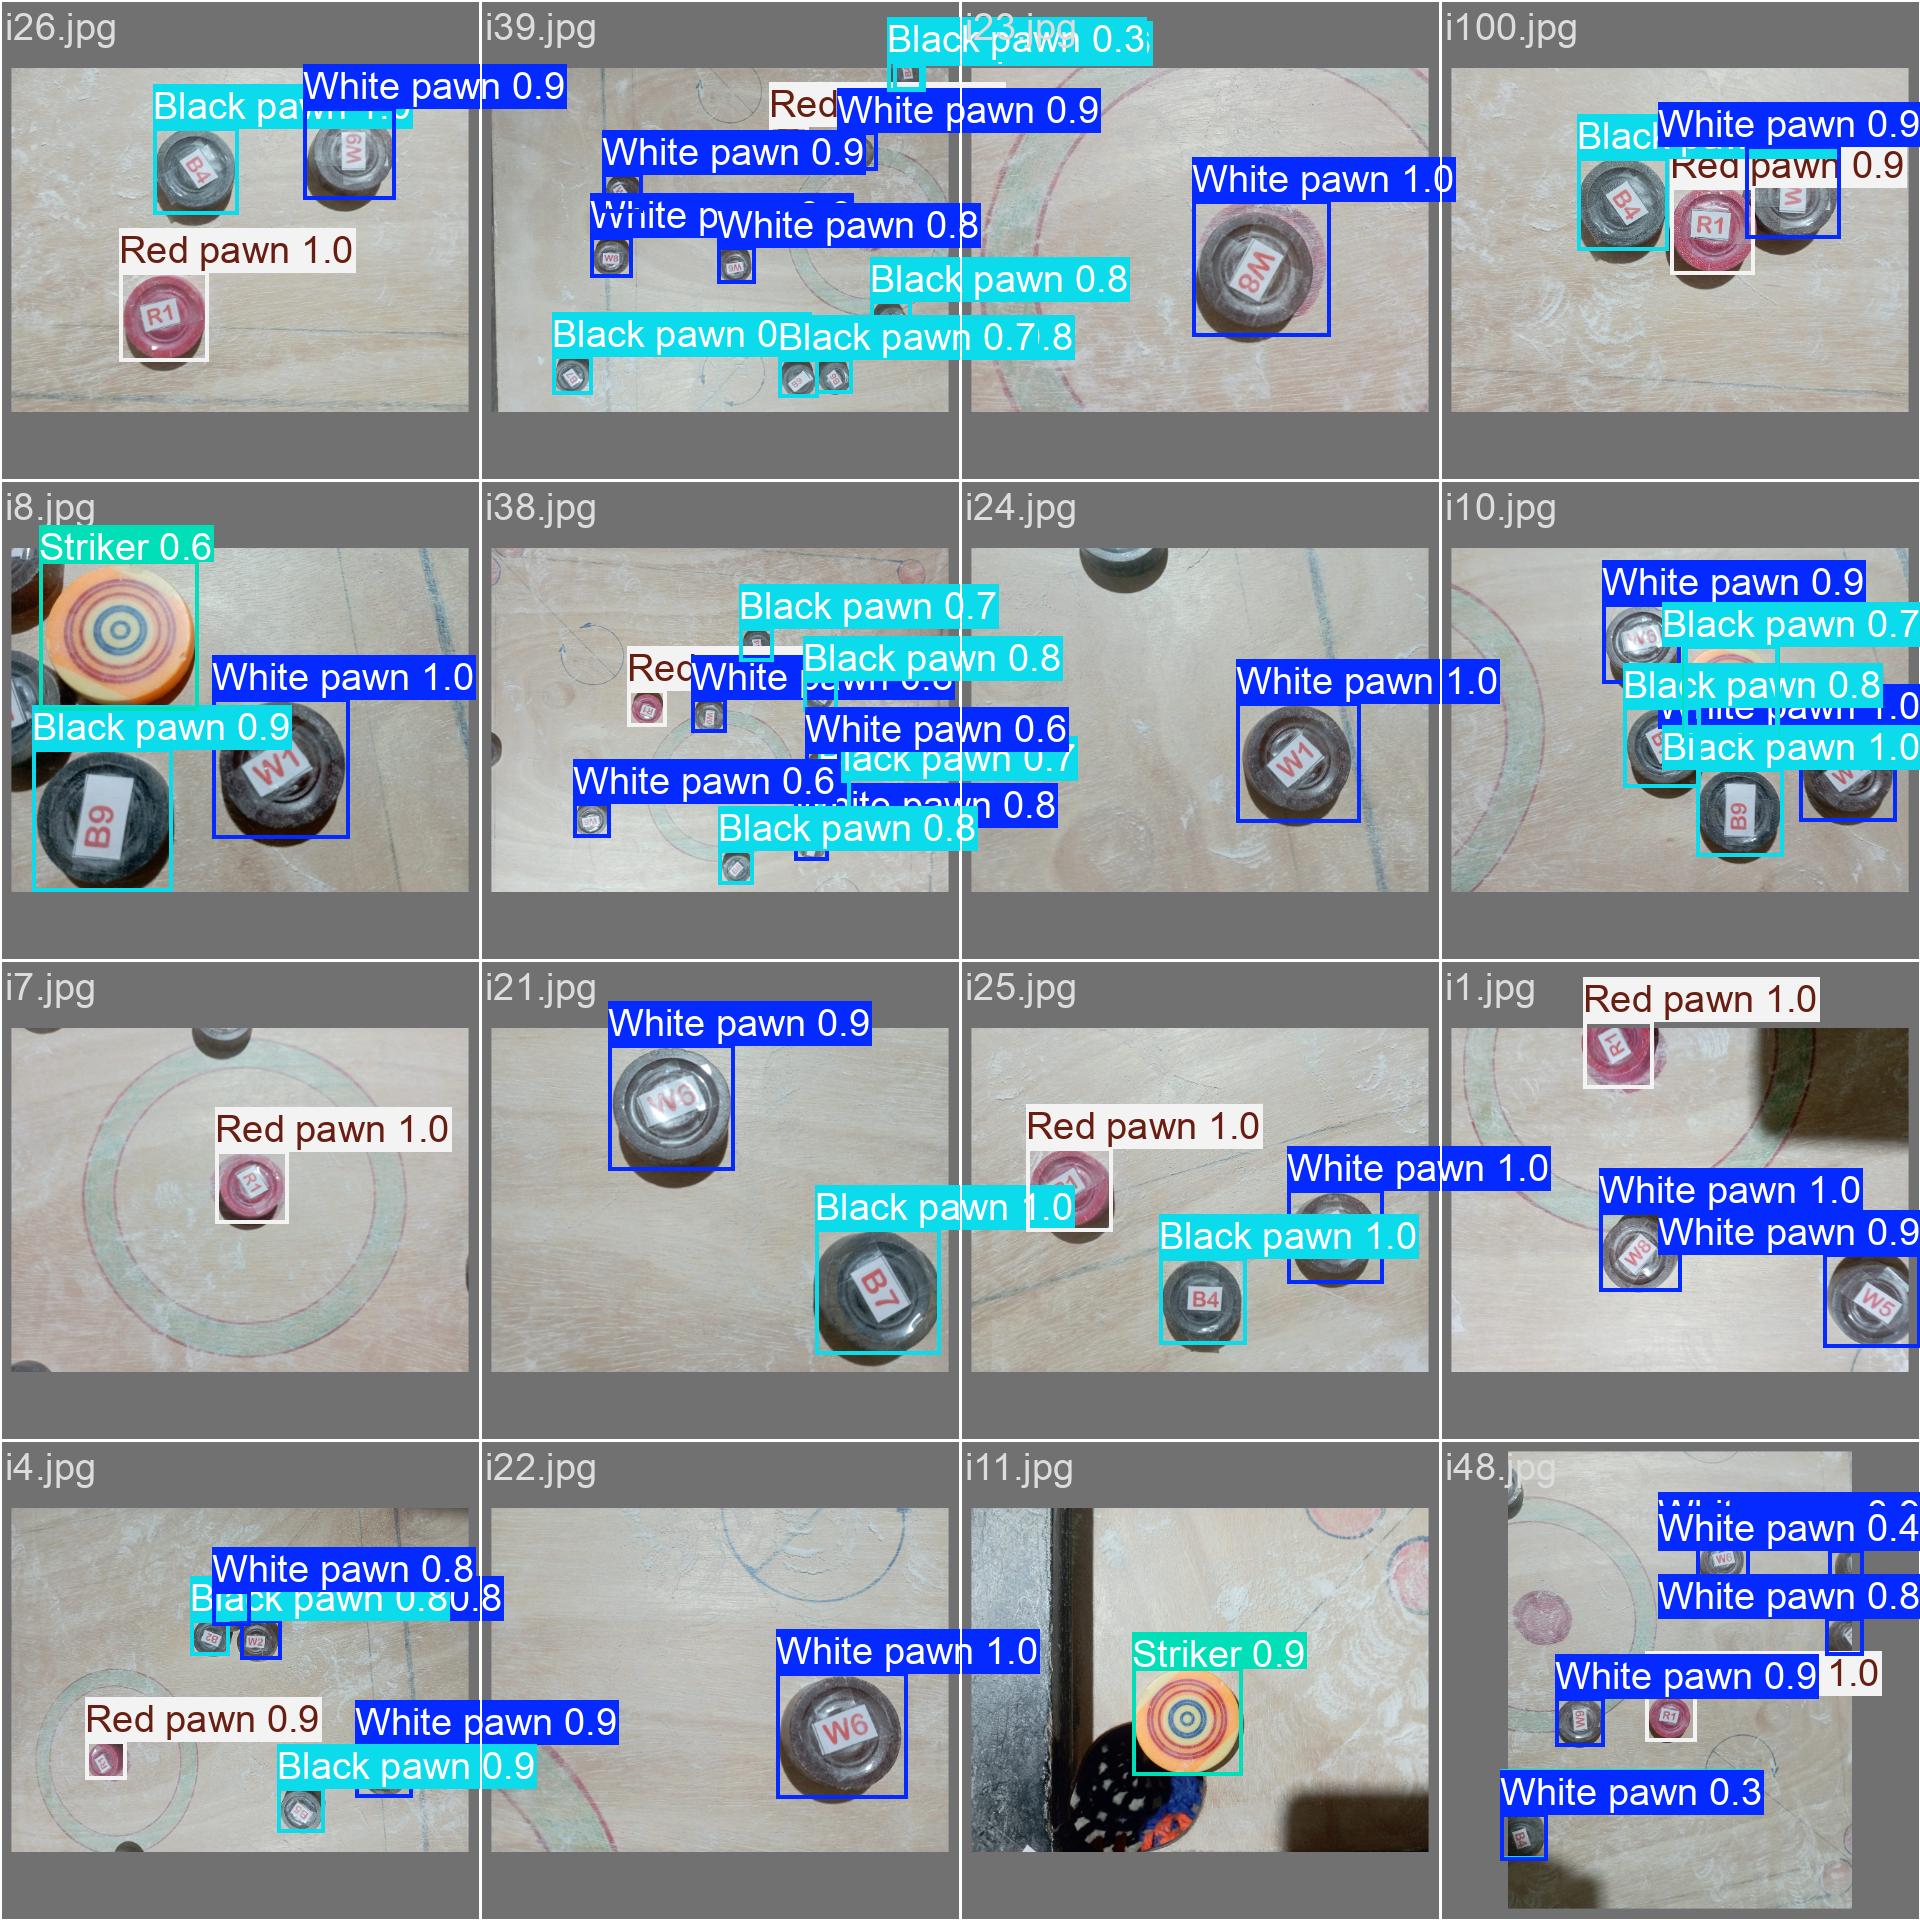 i26.jpg
Black pawn 1.0
White pawn 0.9
B4
W9
Red pawn 1.0
R1
i39.jpg
Black pawn 0.3
Red
White pawn 0.9
White pawn 0.9
White pawn 0.8
W8
W6
Black pawn 0.8
Black pawn 0
Black pawn 0.7
.8
i23.jpg
White pawn 1.0
W8
i100.jpg
Black
White pawn 0.9
Red pawn 0.9
B4
R1
W
i8.jpg
Striker 0.6
White pawn 1.0
W1
Black pawn 0.9
B9
i38.jpg
Black pawn 0.7
Red
White
Black pawn 0.8
White pawn 0.6
lack pawn 0.7
White pawn 0.6
White pawn 0.8
Black pawn 0.8
i24.jpg
White pawn 1.0
W1
i10.jpg
White pawn 0.9
W6
Black pawn 0.7
Black pawn 0.8
White pawn 1.0
Black pawn 1.0
B9
i7.jpg
Red pawn 1.0
R1
i21.jpg
White pawn 0.9
W6
Black pawn 1.0
B7
i25.jpg
Red pawn 1.0
White pawn 1.0
Black pawn 1.0
B4
i1.jpg
Red pawn 1.0
R1
White pawn 1.0
White pawn 0.9
W8
W5
i4.jpg
White pawn 0.8
Black pawn 0.8
0.8
B2
W2
Red pawn 0.9
White pawn 0.9
Black pawn 0.9
B5
i22.jpg
White pawn 1.0
W6
i11.jpg
Striker 0.9
i48.jpg
White pawn 0.4
W6
White pawn 0.8
White pawn 0.9
1.0
W9
R1
White pawn 0.3
B4